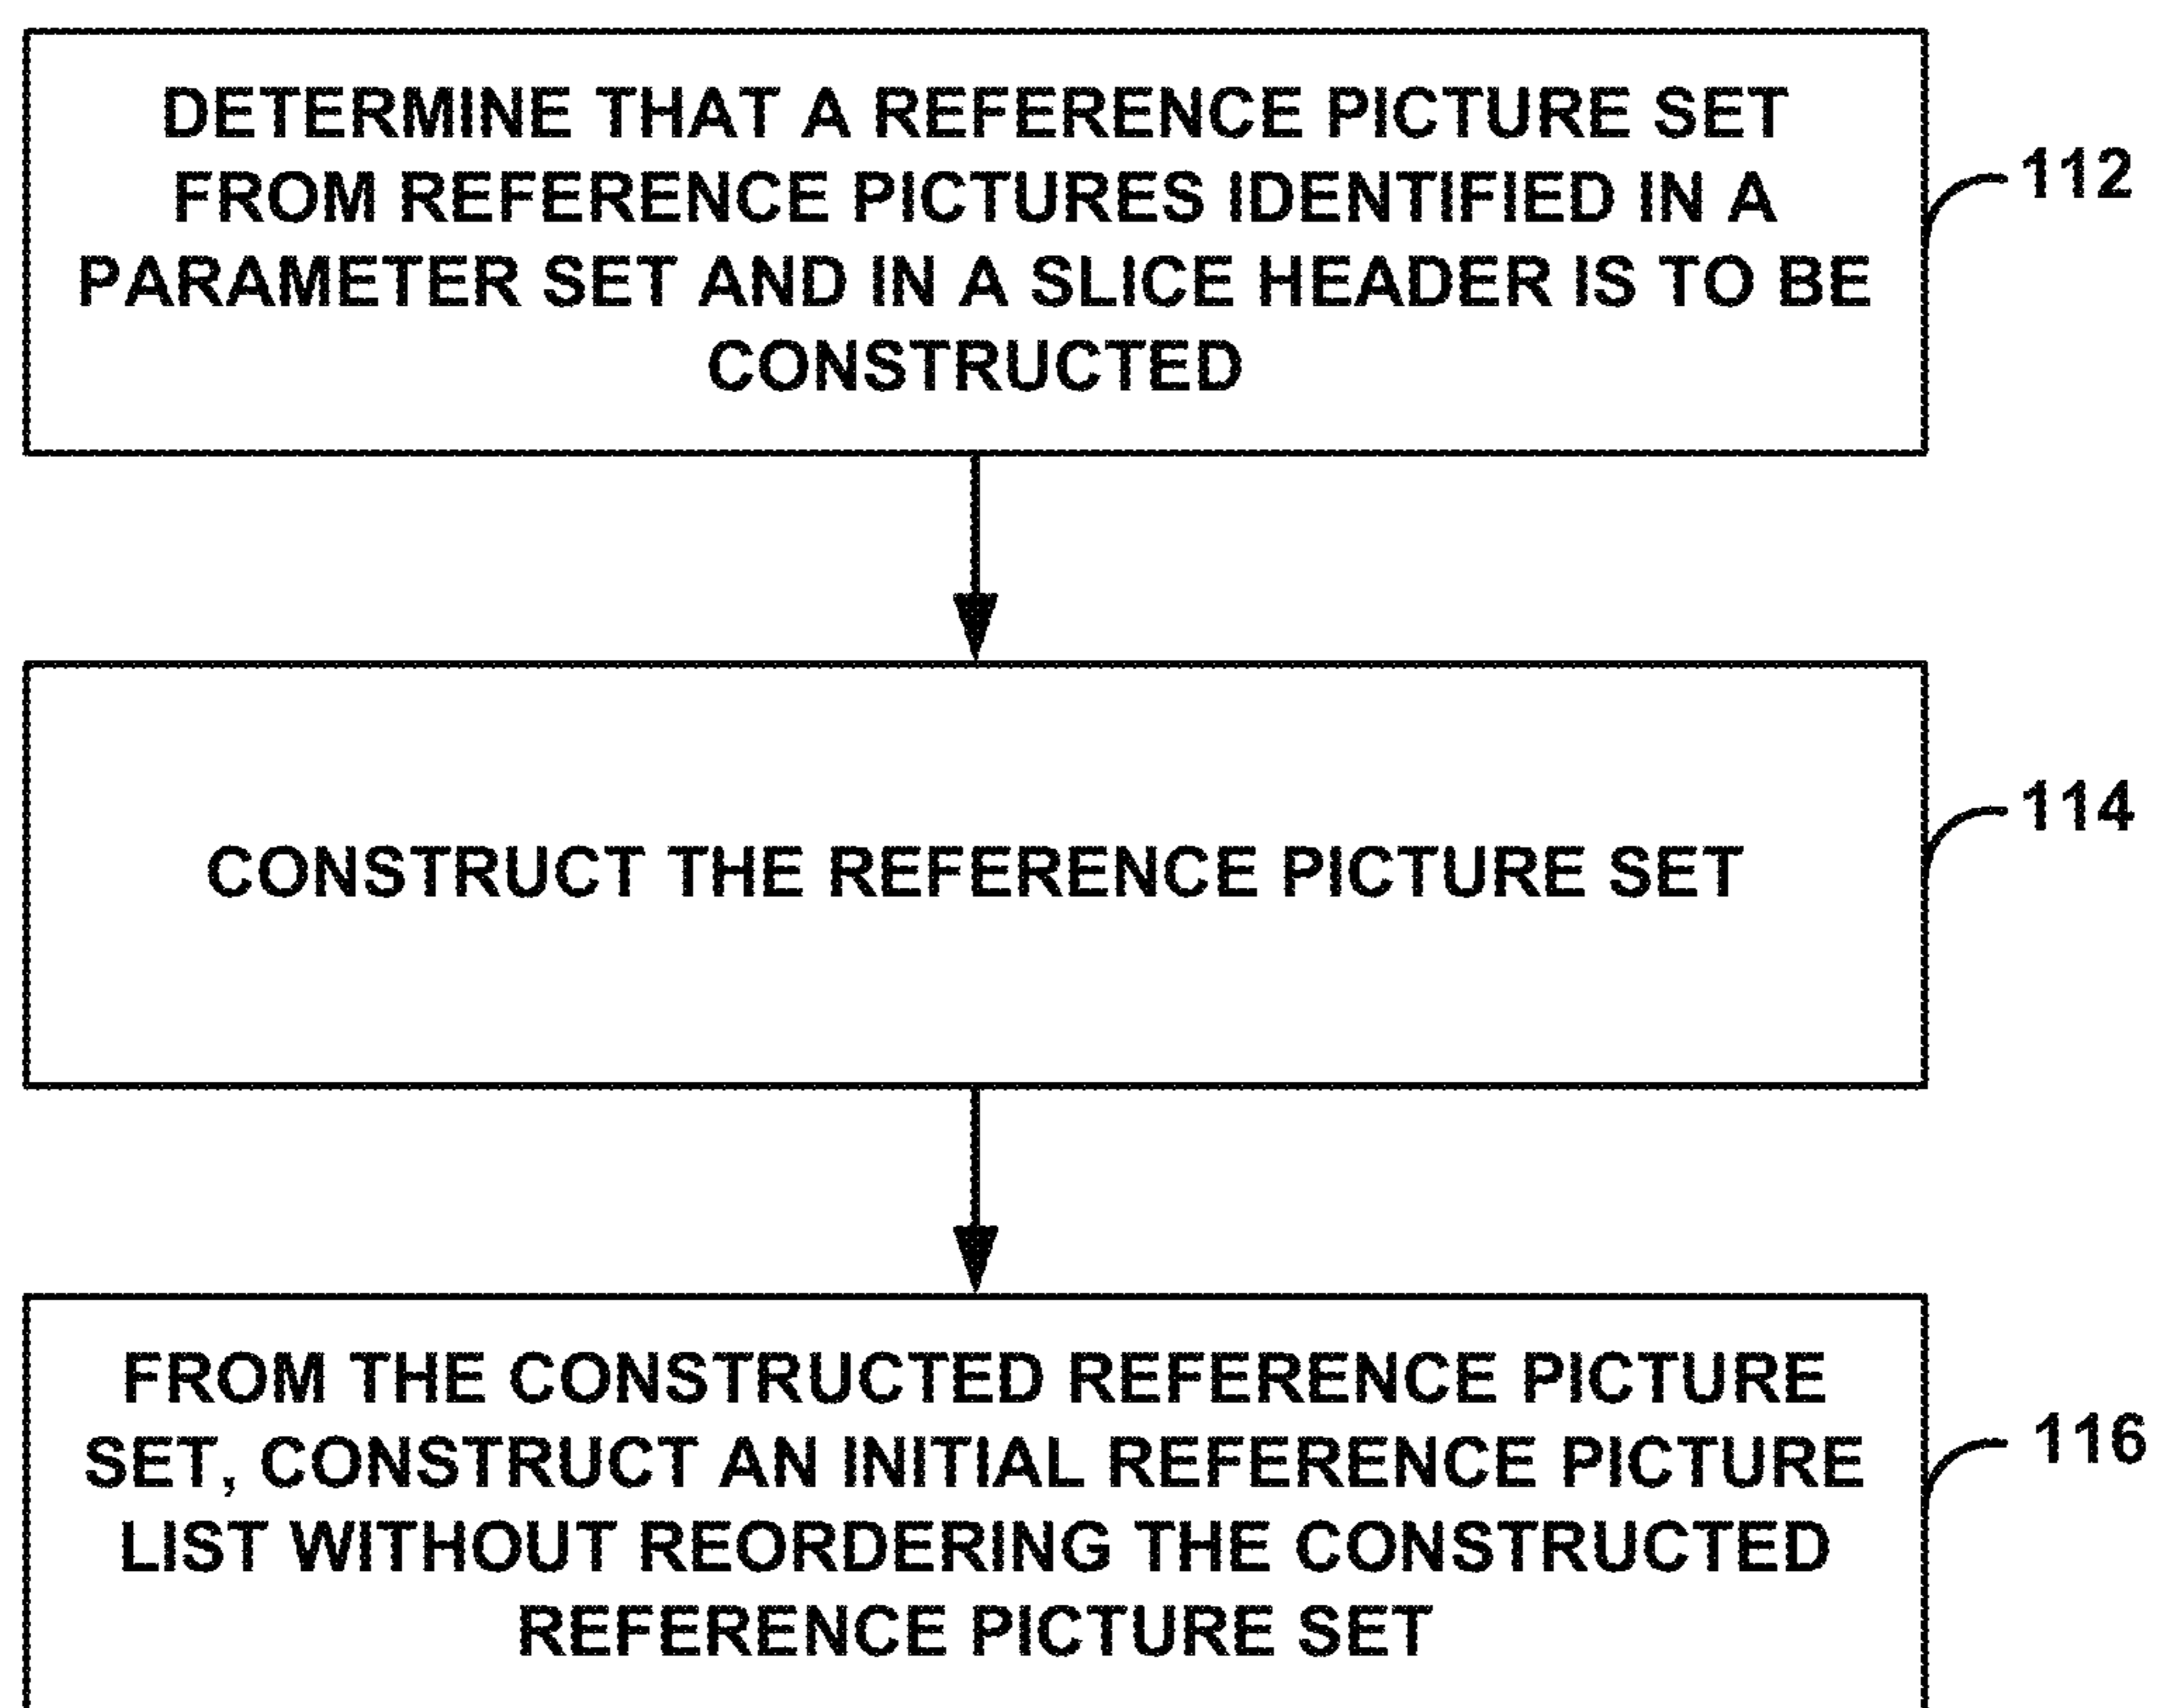 DETERMINE THAT A REFERENCE PICTURE SET
FROM REFERENCE PICTURES IDENTIFIED IN A
PARAMETER SET AND IN A SLICE HEADER IS TO BE
CONSTRUCTED
112
CONSTRUCT THE REFERENCE PICTURE SET
114
FROM THE CONSTRUCTED REFERENCE PICTURE
SET, CONSTRUCT AN INITIAL REFERENCE PICTURE
LIST WITHOUT REORDERING THE CONSTRUCTED
REFERENCE PICTURE SET
116